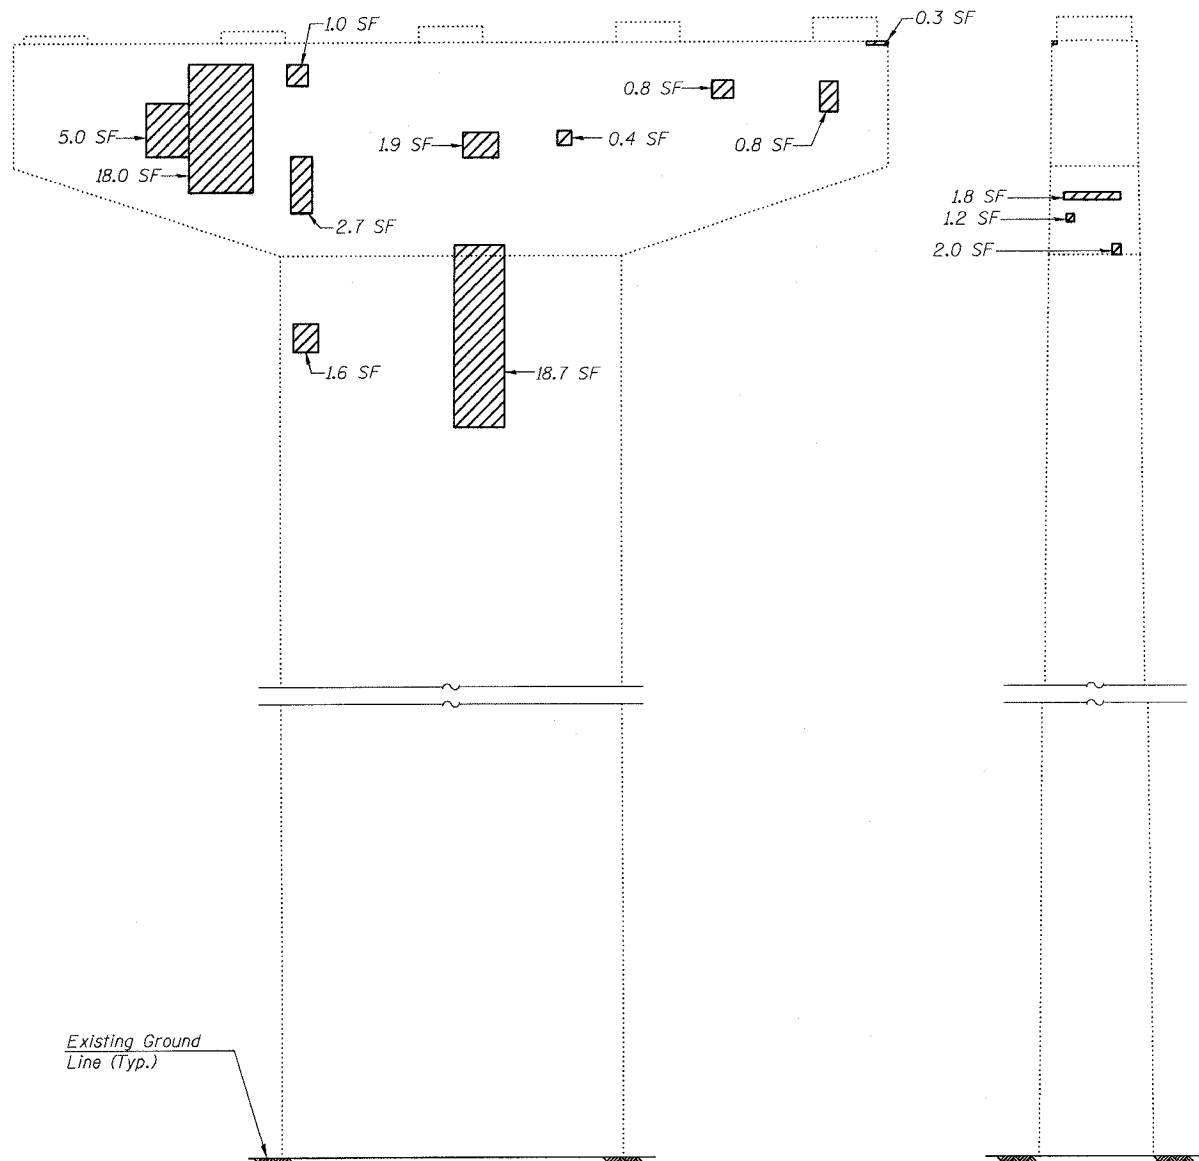 1.0 SF
0.3 SF
0.8 SF
5.0 SF
1.9 SF
0.4 SF
0.8 SF
18.0 SF
1.8 SF
1.2 SF
2.7 SF
2.0 SF
1.6 SF
18.7 SF
Existing Ground
Line (Typ.)